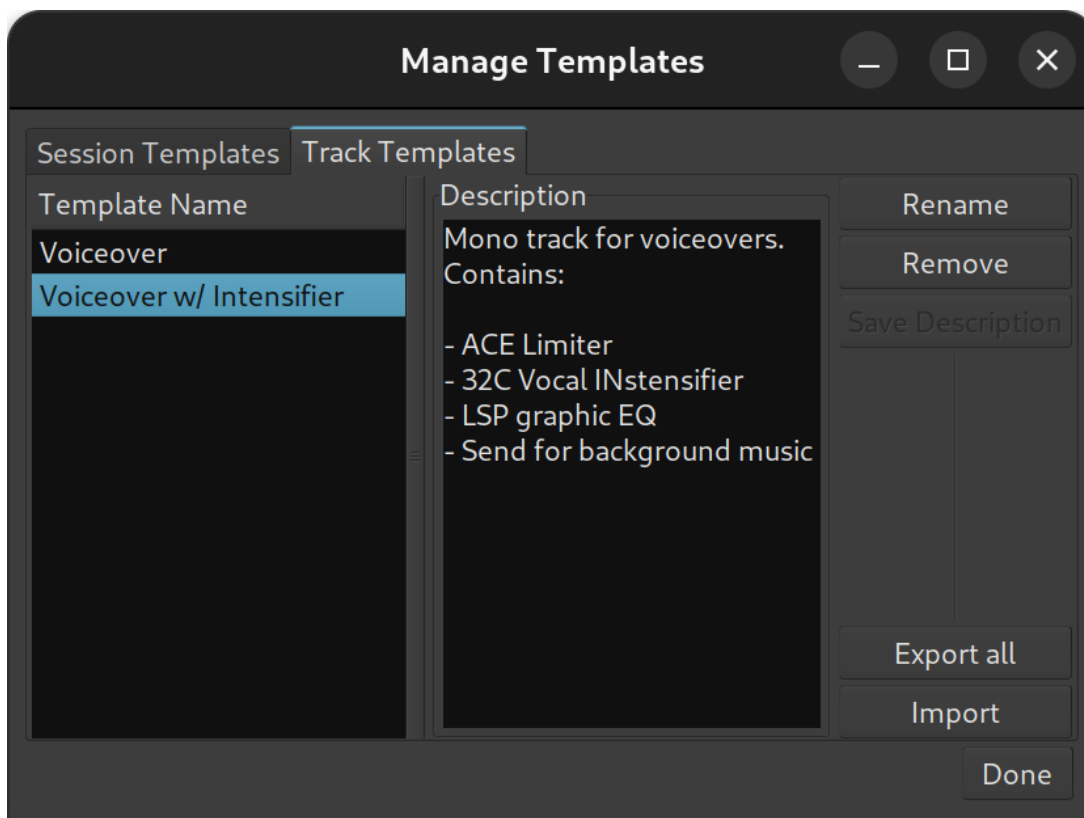 Manage Templates
Session Templates
Track Templates
Template Name
Voiceover
Voiceover w/ Intensifier
Description
Mono track for voiceovers.
Contains:
- ACE Limiter
- 32C Vocal INstensifier
- LSP graphic EQ
- Send for background music
Rename
Remove
Save Description
Export all
Import
Done